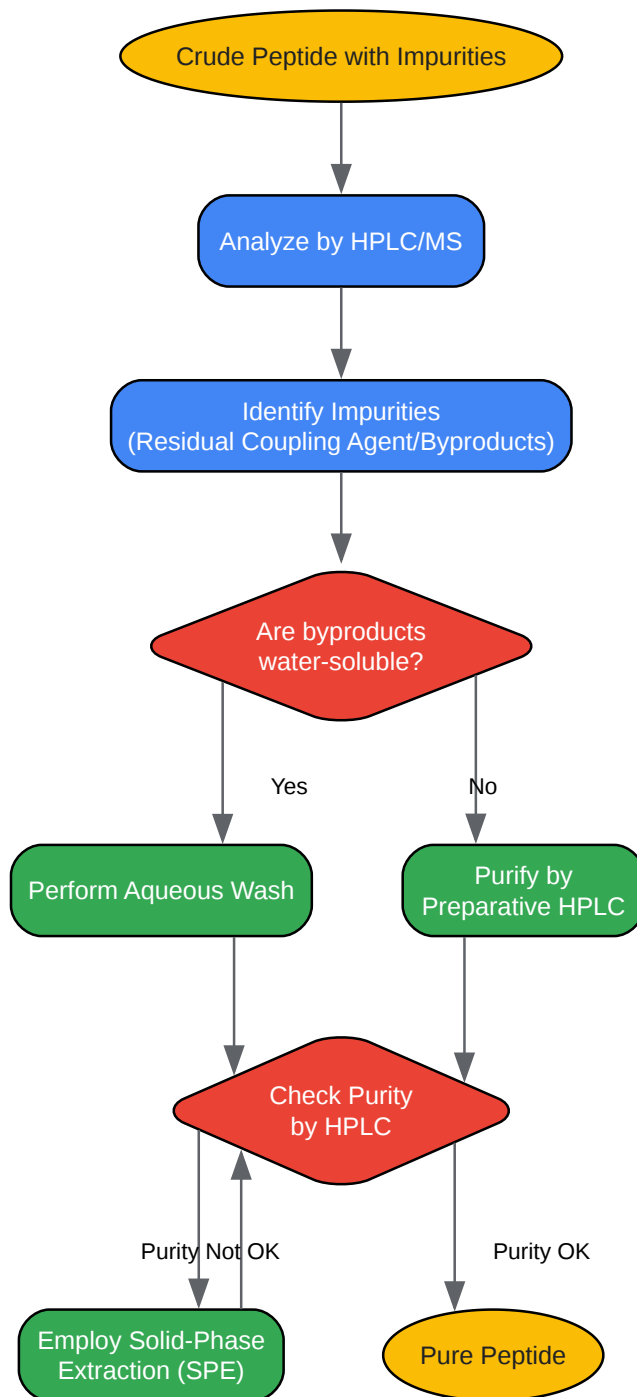 Crude Peptide with Impurities
Analyze by HPLC/MS
Identify Impurities
(Residual Coupling Agent/Byproducts)
Are byproducts
water-soluble?
Yes
No
Perform Aqueous Wash
Purify by
Preparative HPLC
Check Purity
by HPLC
Purity Not OK
Purity OK
Employ Solid-Phase
Extraction (SPE)
Pure Peptide